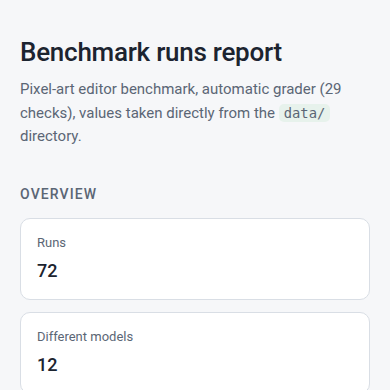 Benchmark runs report
Pixel-art editor benchmark, automatic grader (29
checks), values taken directly from the data/
directory.
OVERVIEW
Runs
72
Different models
12